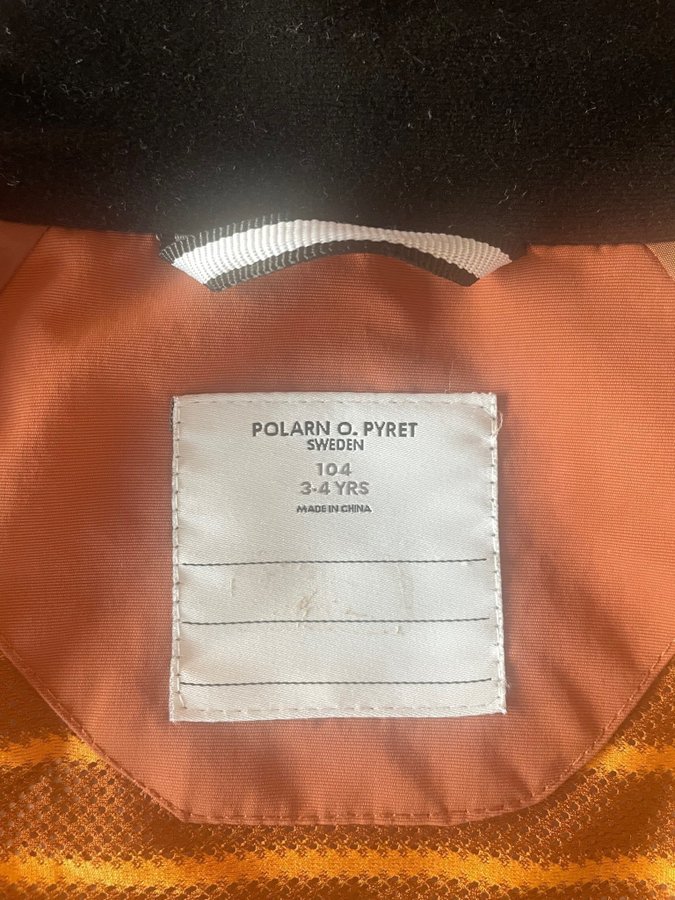 POLARN O. PYRET
SWEDEN
104
3-4 YRS
MADE IN CHINA